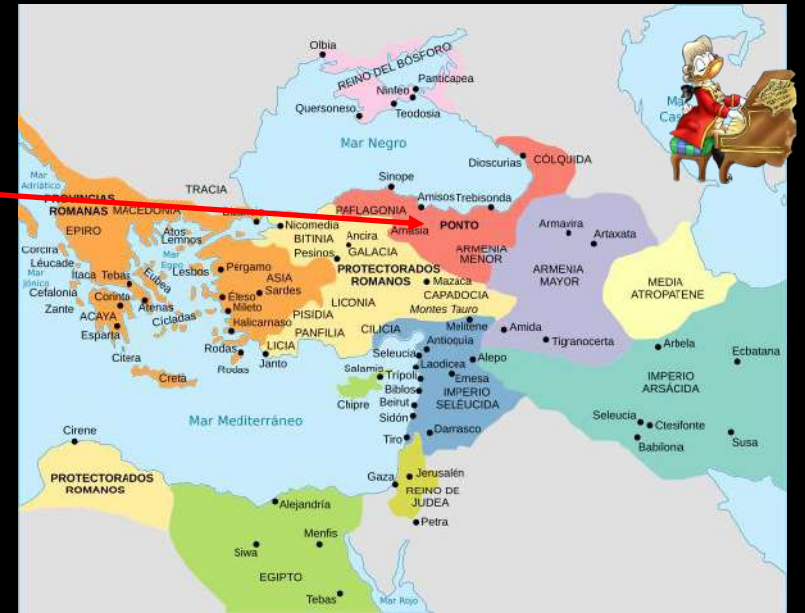 Olbia
REINO DEL BÓSFORO
Panticapea
Ninfeo
Quersoneso
Teodosia
Mar Negro
Dioscurias
CÓLQUIDA
Mar
Adriático
TRACIA
Sinope
Amisos
Trebisonda
PROVINCIAS
ROMANAS
MACEDONIA
PAFLAGONIA
Amasia
PONTO
Nicomedia
BITINIA
Ancira
GALACIA
Pesinos
ARMENIA
MENOR
Armavira
Artaxata
EPIRO
Atos
Lemnos
Corcira
Léucade
Mar
Jónico
Itaca
Tebas
Eubea
Mar
Egeo
Lesbos
Pérgamo
ASIA
Sardes
PROTECTORADOS
ROMANOS
Mazaca
CAPADOCIA
Montes Tauro
ARMENIA
MAYOR
MEDIA
ATROPATENE
Cefalonia
Zante
Corinto
ACAYA
Atenas
Esparta
Cicladas
Éfeso
Mileto
Halicarnaso
LICONIA
PISIDIA
PANFILIA
CILICIA
LICIA
Melitene
Amida
Tigranocerta
Arbela
Ecbatana
Citera
Rodas
Rodas
Janto
Creta
Seleucia
Antioquía
Laodicea
Alepo
Salamis
Trípoli
Emesa
Biblos
Chipre
Beirut
IMPERIO
SELÉUCIDA
Sidón
Damasco
Tiro
IMPERIO
ARSÁCIDA
Seleucia
Ctesifonte
Babilonia
Susa
Mar Mediterráneo
Cirene
PROTECTORADOS
ROMANOS
Gaza
Jerusalén
REINO DE
JUDEA
Petra
Alejandría
Menfis
Siwa
EGIPTO
Tebas
Mar Rojo